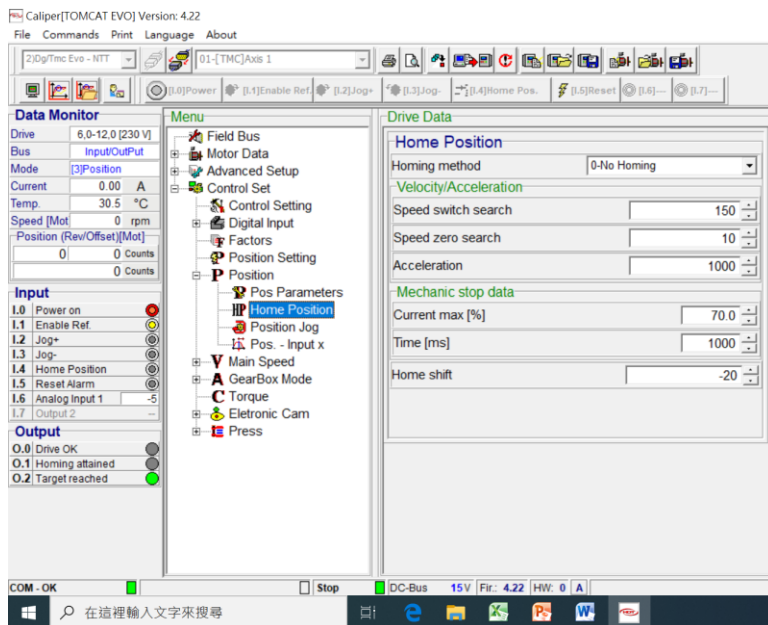 Caliper[TOMCAT EVO] Version: 4.22
File Commands Print Language About
2)Dg/Tmc Evo - NTT
01-[TMC]Axis 1
[I.0]Power
[I.1]Enable Ref.
[I.2]Jog+
[I.3]Jog-
[I.4]Home Pos.
[I.5]Reset
[I.6]---
[I.7]---
Data Monitor
Drive 6,0-12,0 [230 V]
Bus Input/OutPut
Mode [3]Position
Current 0.00 A
Temp. 30.5 °C
Speed [Mot 0 rpm
Position (Rev/Offset)[Mot]
0 0 Counts
0 Counts
Input
I.0 Power on
I.1 Enable Ref.
I.2 Jog+
I.3 Jog-
I.4 Home Position
I.5 Reset Alarm
I.6 Analog Input 1 -5
I.7 Output 2 --
Output
O.0 Drive OK
O.1 Homing attained
O.2 Target reached
Menu
Field Bus
Motor Data
Advanced Setup
Control Set
Control Setting
Digital Input
Factors
Position Setting
P Position
Pos Parameters
HP Home Position
Position Jog
Pos. - Input x
V Main Speed
A GearBox Mode
C Torque
Eletronic Cam
Press
Drive Data
Home Position
Homing method 0-No Homing
Velocity/Acceleration
Speed switch search 150
Speed zero search 10
Acceleration 1000
Mechanic stop data
Current max [%] 70.0
Time [ms] 1000
Home shift -20
COM - OK
Stop
DC-Bus 15 V Fir.: 4.22 HW: 0 A
在這裡輸入文字來搜尋